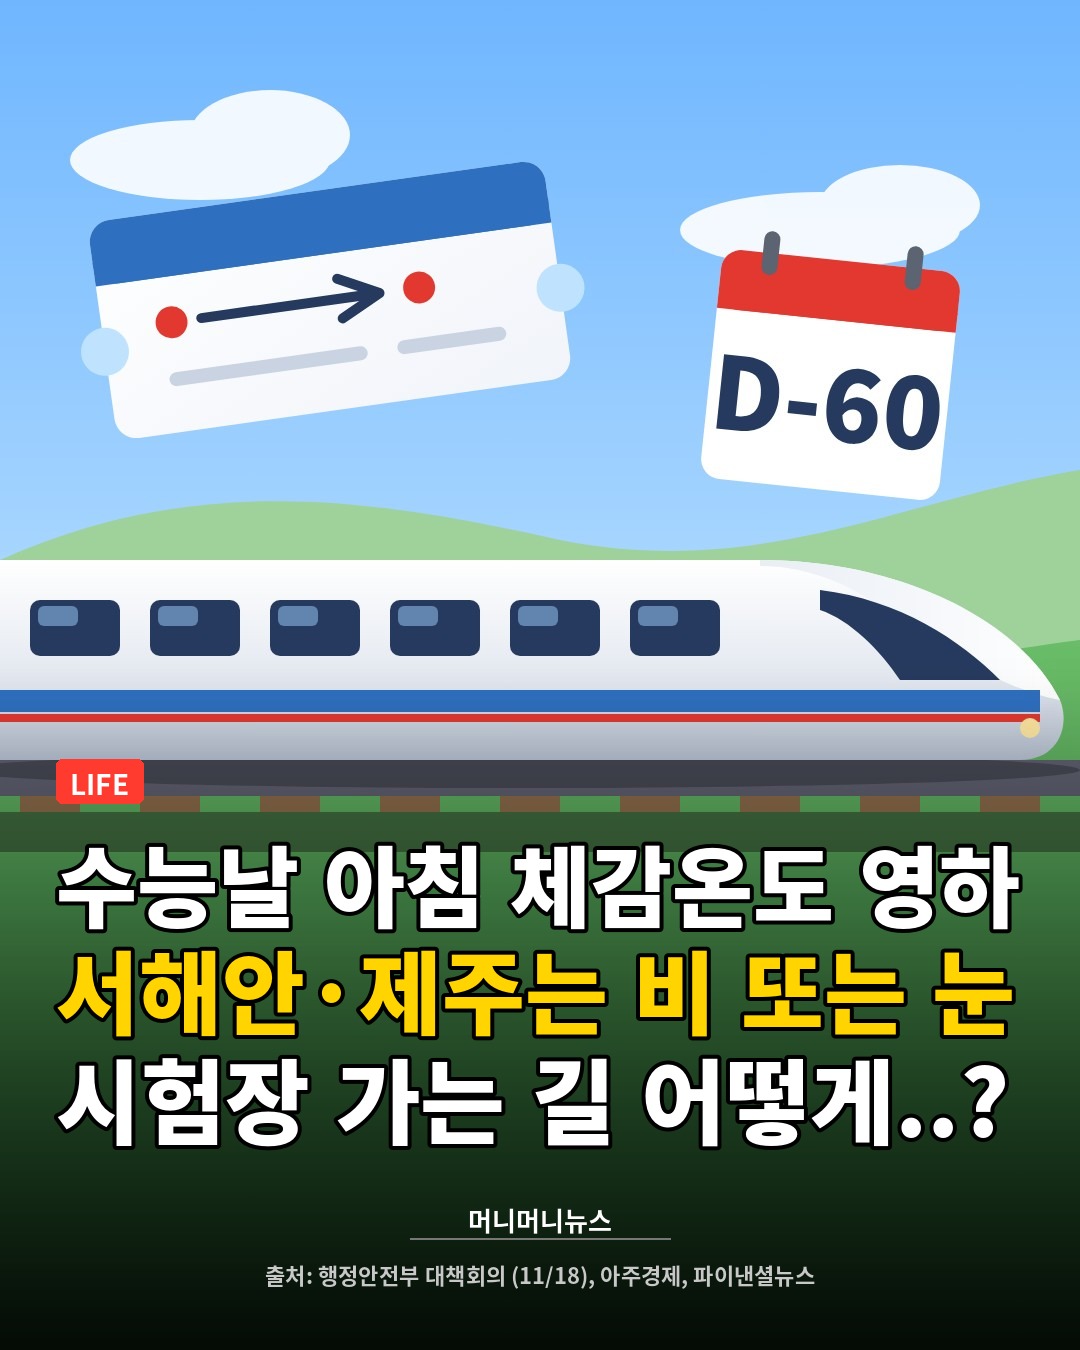 D-60
LIFE
수능날 아침 체감온도 영하
서해안·제주는 비 또는 눈
시험장 가는 길 어떻게..?
머니머니뉴스
출처: 행정안전부 대책회의 (11/18), 아주경제, 파이낸셜뉴스